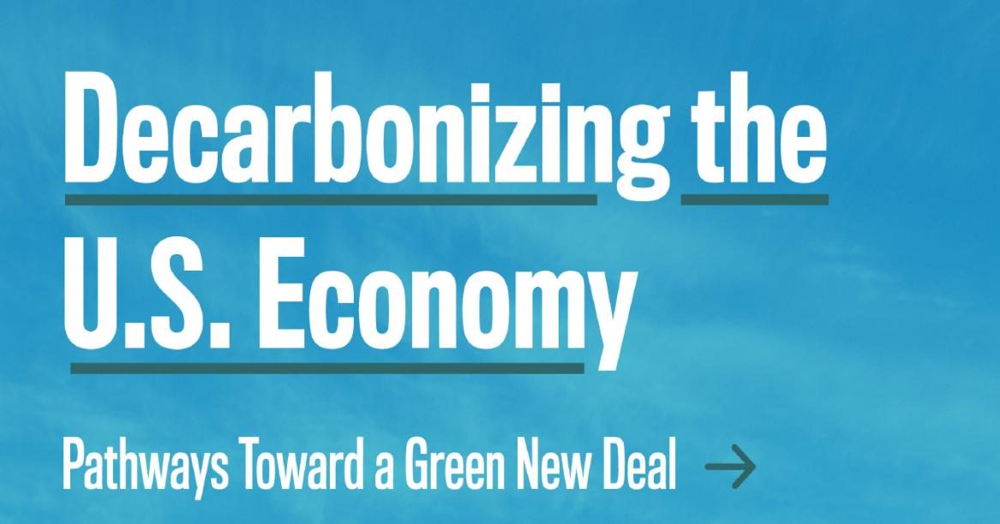 Decarbonizing the
U.S. Economy
Pathways Toward a Green New Deal →